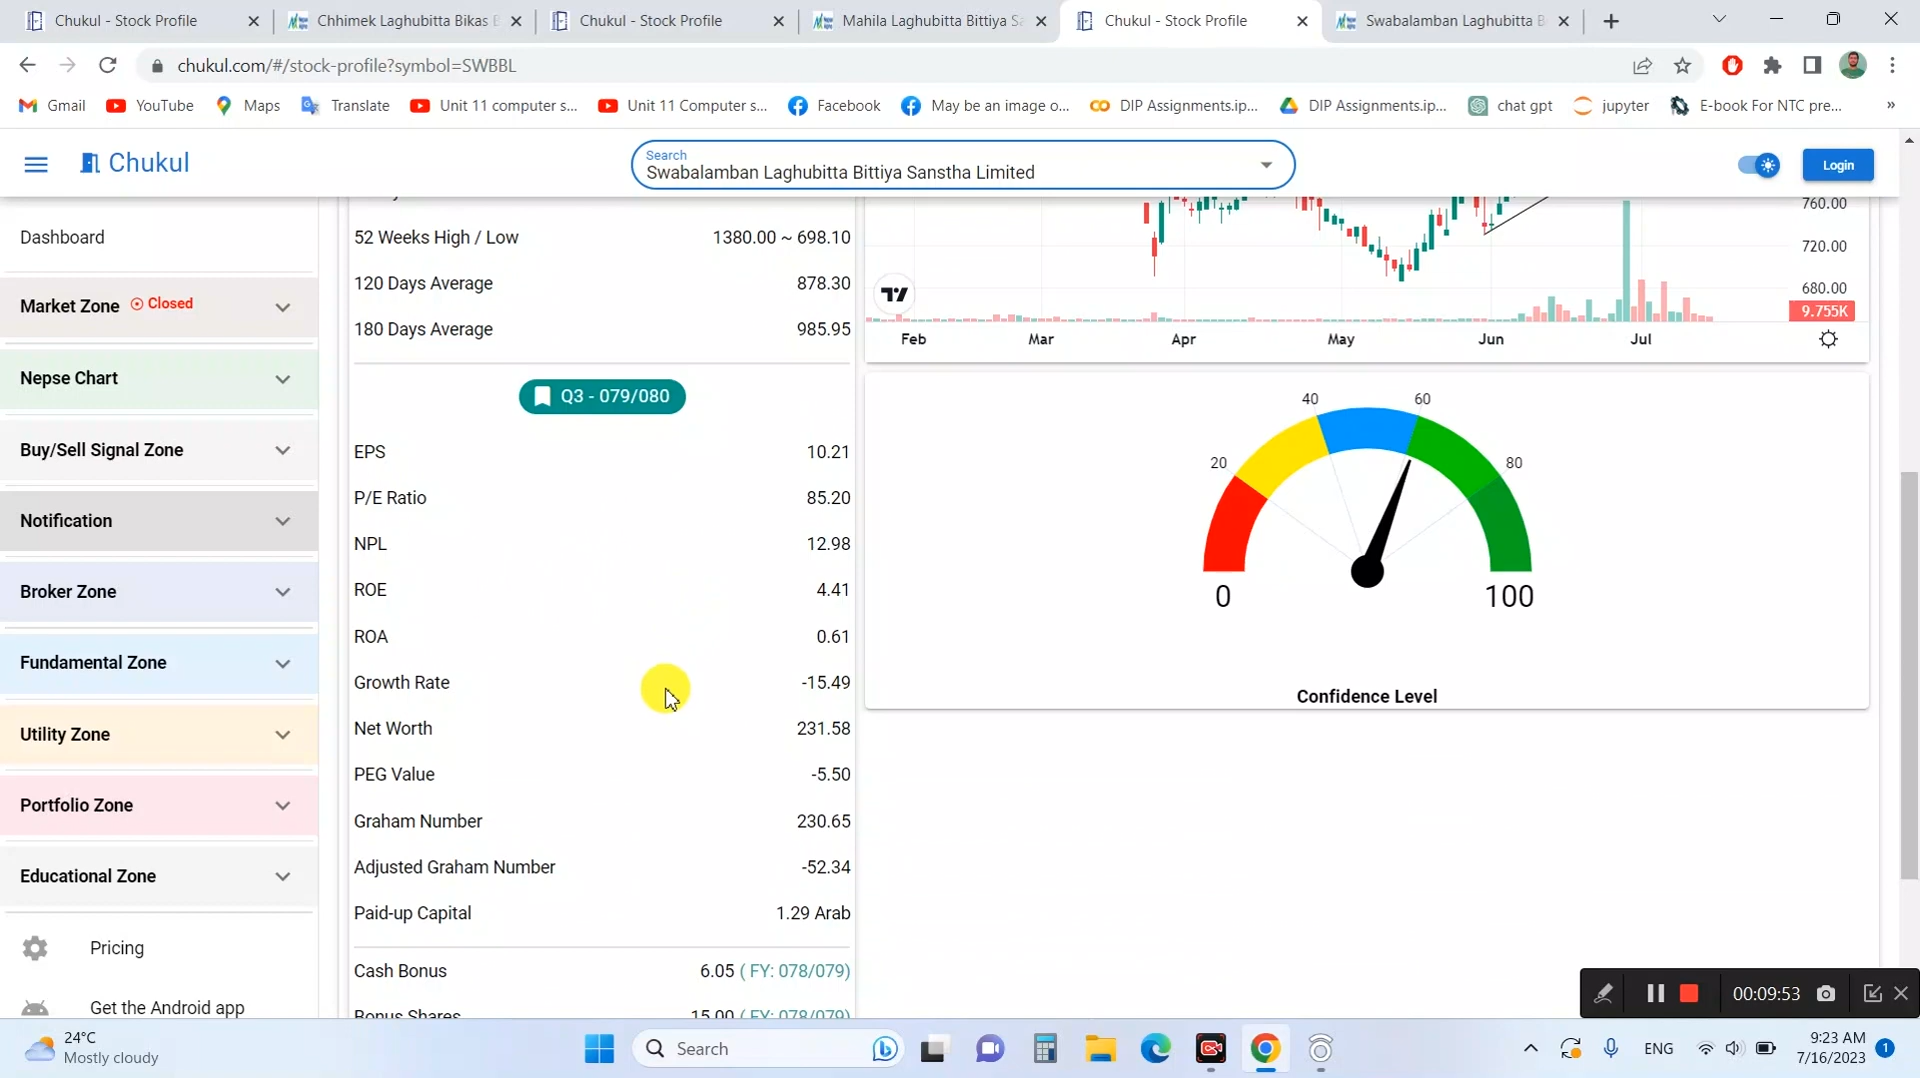 Chukul - Stock Profile
Chhimek Laghubitta Bikas B
Chukul - Stock Profile
Mahila Laghubitta Bittiya Sa
Chukul - Stock Profile
Swabalamban Laghubitta B
chukul.com/#/stock-profile?symbol=SWBBL
Gmail
YouTube
Maps
Translate
Unit 11 computer s...
Unit 11 Computer s...
Facebook
May be an image o...
DIP Assignments.ip...
DIP Assignments.ip...
chat gpt
jupyter
E-book For NTC pre...
»
Chukul
Search
Swabalamban Laghubitta Bittiya Sanstha Limited
Login
Dashboard
Market Zone Closed
Nepse Chart
Buy/Sell Signal Zone
Notification
Broker Zone
Fundamental Zone
Utility Zone
Portfolio Zone
Educational Zone
Pricing
Get the Android app
52 Weeks High / Low 1380.00 ~ 698.10
120 Days Average 878.30
180 Days Average 985.95
Q3 - 079/080
EPS 10.21
P/E Ratio 85.20
NPL 12.98
ROE 4.41
ROA 0.61
Growth Rate -15.49
Net Worth 231.58
PEG Value -5.50
Graham Number 230.65
Adjusted Graham Number -52.34
Paid-up Capital 1.29 Arab
Cash Bonus 6.05 ( FY: 078/079)
Bonus Shares 15.00 ( FY: 078/079)
760.00
720.00
680.00
9.755K
Feb Mar Apr May Jun Jul
0 20 40 60 80 100
Confidence Level
00:09:53
24°C
Mostly cloudy
Search
ENG
9:23 AM
7/16/2023
1